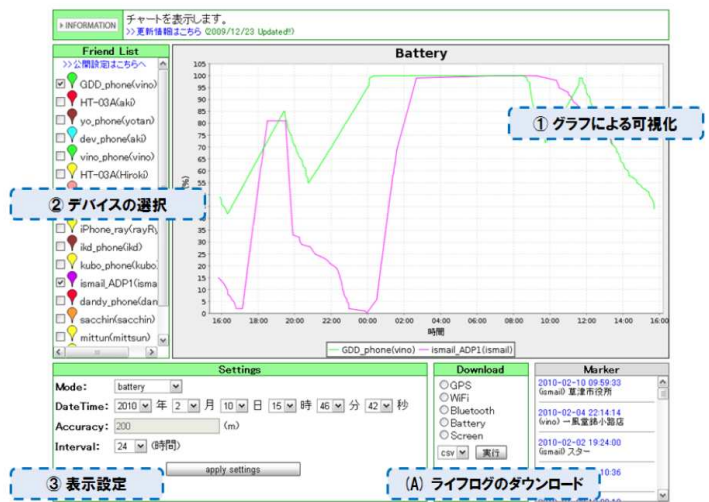 INFORMATION
チャートを表示します。
>>更新情報はこちら (2009/12/23 Updated!!)
Friend List
>>公開設定はこちらへ
GDD_phone(vino)
HT-03A(aki)
yo_phone(yotan)
dev_phone(aki)
vino_phone(vino)
HT-03A(Hiroki)
② デバイスの選択
iPhone_ray(rayRy
ikd_phone(ikd)
kubo_phone(kubo.
ismail_ADP1(isma
dandy_phone(dan
sacchin(sacchin)
mittun(mittsun)
Battery
① グラフによる可視化
(%)
105
100
95
90
85
80
75
70
65
60
55
35
30
25
20
15
10
5
0
16:00 18:00 20:00 22:00 00:00 02:00 04:00 06:00 08:00 10:00 12:00 14:00 16:00
時間
GDD_phone(vino) ismail_ADP1(ismail)
Settings
Mode: battery
DateTime: 2010 年 2 月 10 日 15 時 46 分 42 秒
Accuracy: 200 (m)
Interval: 24 (時間)
apply settings
③ 表示設定
Download
GPS
WiFi
Bluetooth
Battery
Screen
csv 実行
(A) ライフログのダウンロード
Marker
2010-02-10 09:59:33
(ismail) 草津市役所
2010-02-04 22:14:14
(vino) 一風堂錦小路店
2010-02-02 19:24:00
(ismail) スター
10:36